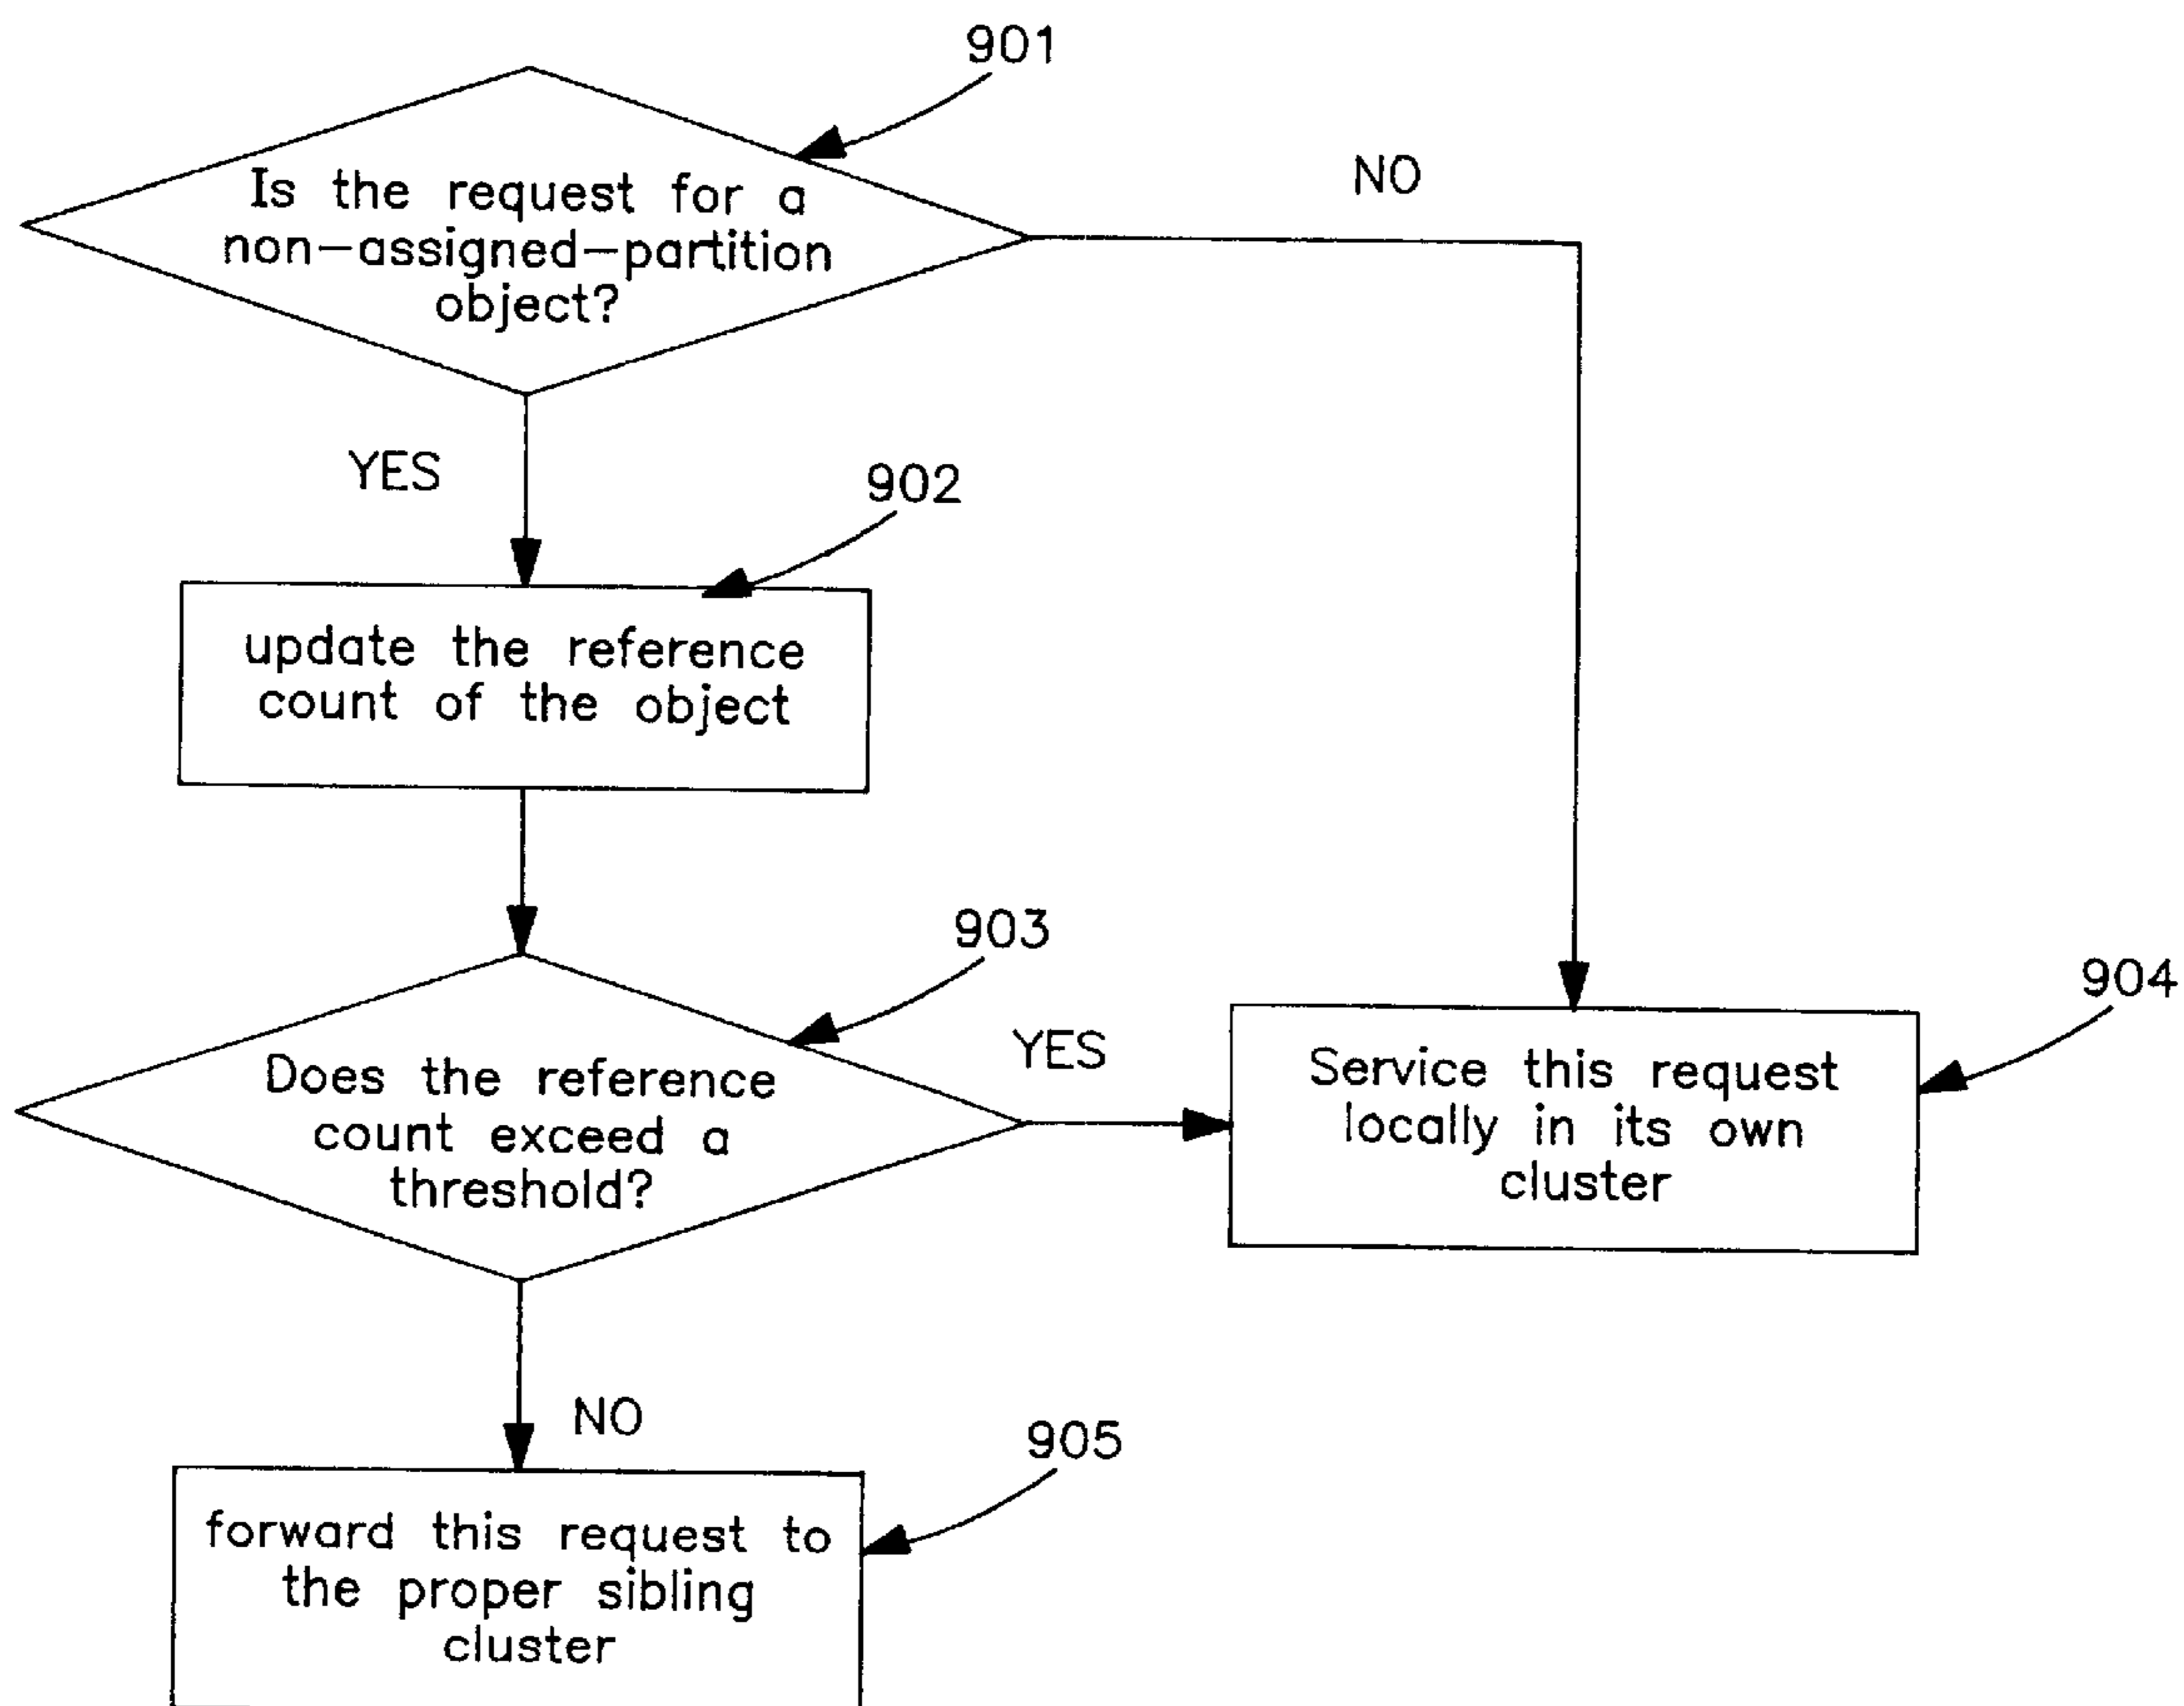 901
Is the request for a
non-assigned-partition
object?
NO
YES
902
update the reference
count of the object
903
Does the reference
count exceed a
threshold?
YES
904
Service this request
locally in its own
cluster
NO
905
forward this request to
the proper sibling
cluster